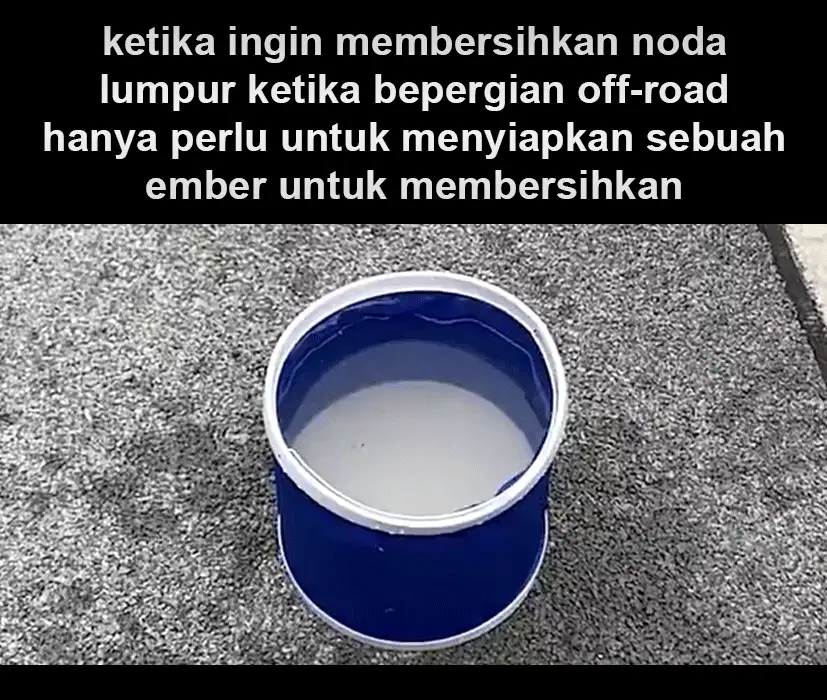 ketika ingin membersihkan noda
lumpur ketika bepergian off-road
hanya perlu untuk menyiapkan sebuah
ember untuk membersihkan